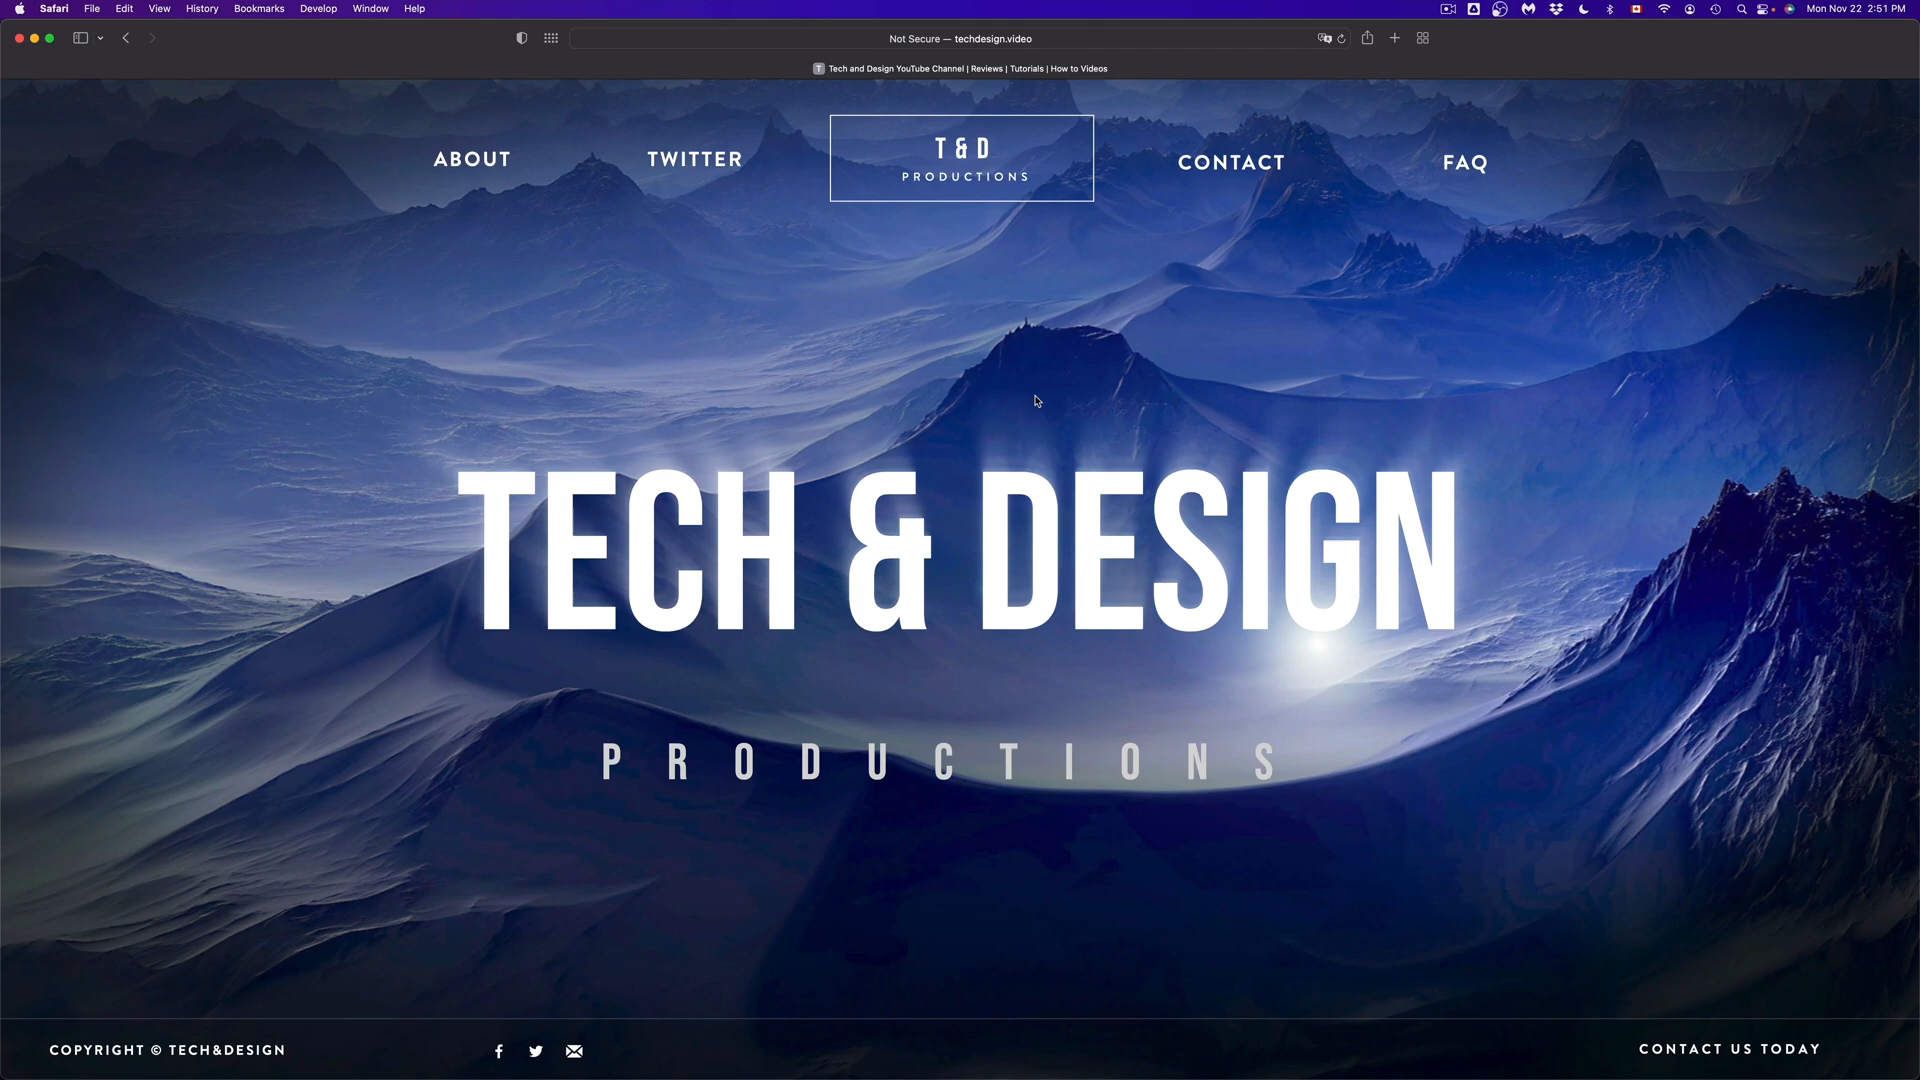 Safari File Edit View History Bookmarks Develop Window Help Mon Nov 22 2:51 PM
Not Secure — techdesign.video
T Tech and Design YouTube Channel | Reviews | Tutorials | How to Videos
ABOUT TWITTER T & D PRODUCTIONS CONTACT FAQ
TECH & DESIGN
PRODUCTIONS
COPYRIGHT © TECH&DESIGN CONTACT US TODAY